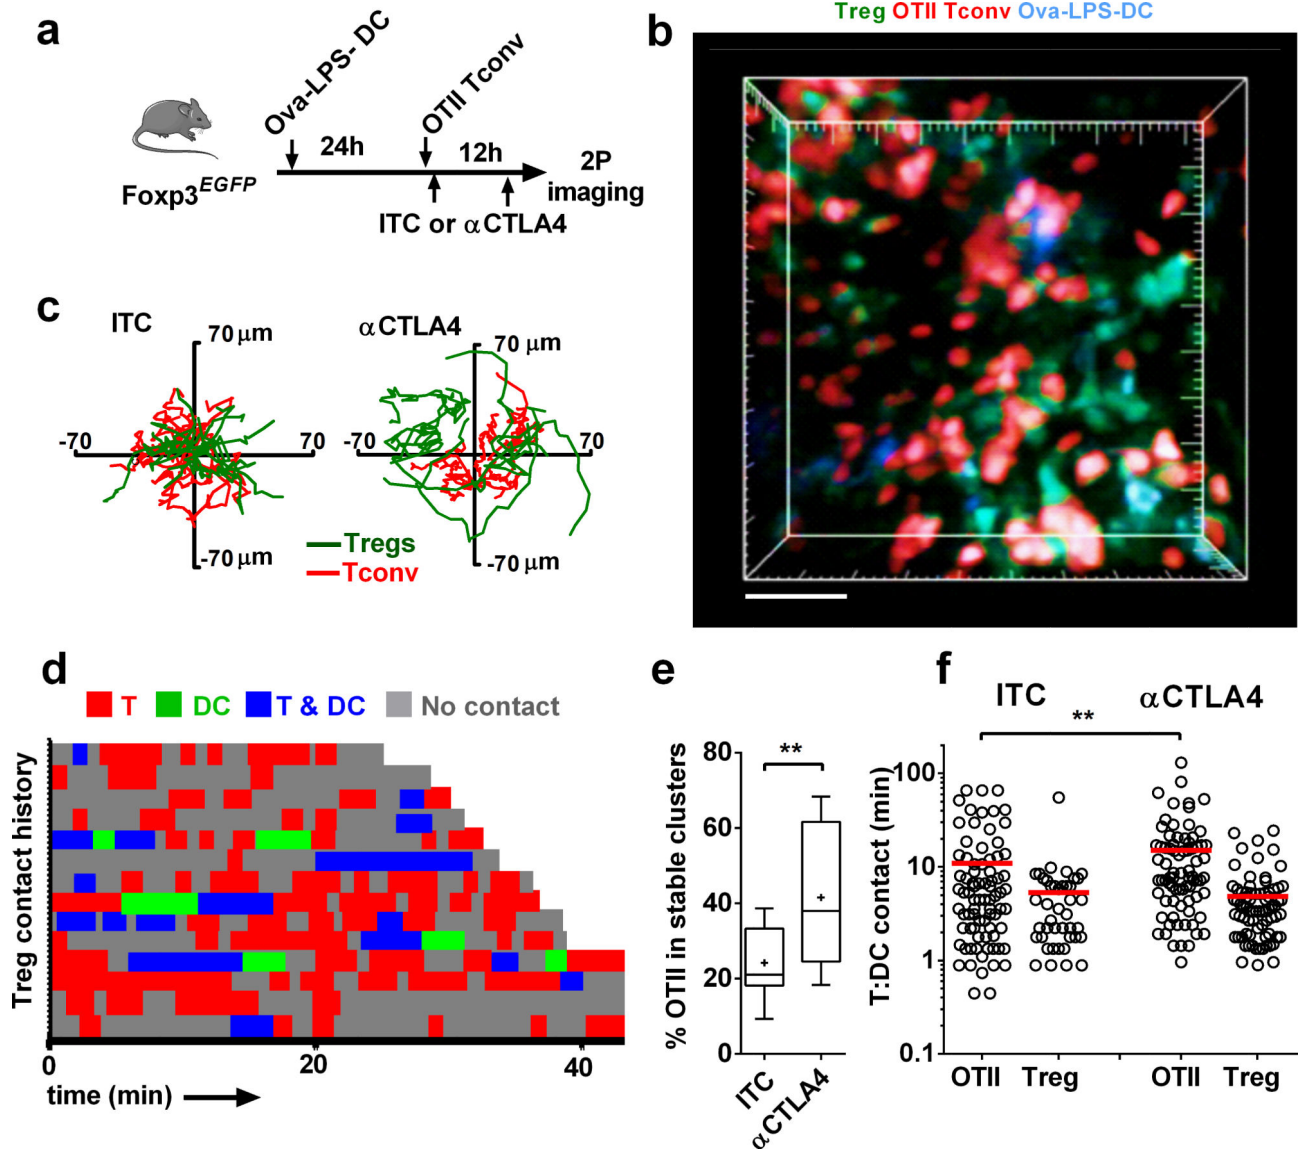 a
Ova-LPS- DC
OTII Tconv
24h
12h
2P
imaging
Foxp3EGFP
ITC or αCTLA4
b
Treg OTII Tconv Ova-LPS-DC
c
ITC
αCTLA4
70 µm
70 µm
-70
70
-70
70
-70 µm
-70 µm
Tregs
Tconv
d
T
DC
T & DC
No contact
Treg contact history
0
20
40
time (min)
e
% OTII in stable clusters
80
60
40
20
0
**
+
+
ITC
αCTLA4
f
ITC
αCTLA4
**
T:DC contact (min)
100
10
1
0.1
OTII
Treg
OTII
Treg